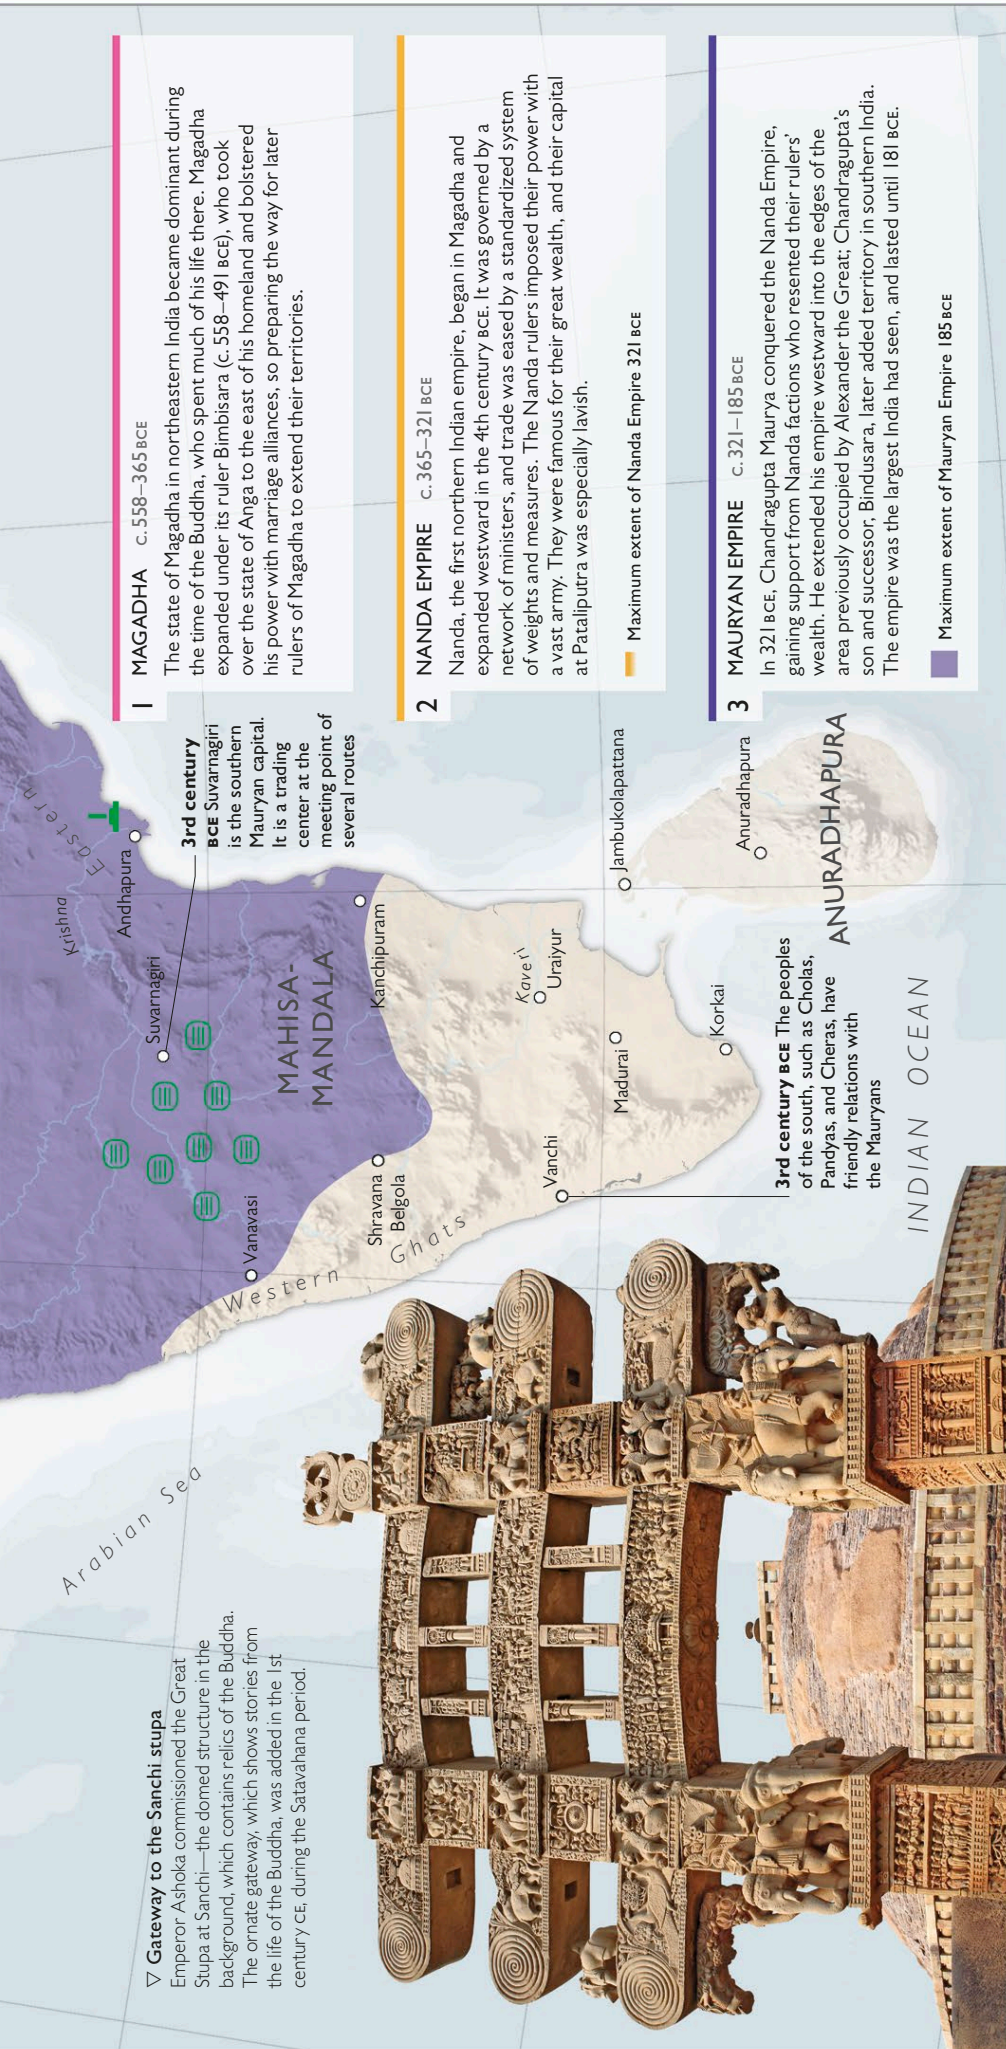 ▽ Gateway to the Sanchi stupa
Emperor Ashoka commissioned the Great
Stupa at Sanchi—the domed structure in the
background, which contains relics of the Buddha.
The ornate gateway, which shows stories from
the life of the Buddha, was added in the 1st
century CE, during the Satavahana period.
Arabian Sea
Western Ghats
Eastern
Krishna
Andhapura
Suvarnagiri
MAHISA-
MANDALA
Vanavasi
Kanchipuram
Shravana
Belgola
Kaveri
Uraiyur
Vanchi
Madurai
Korkai
Jambukolapattana
Anuradhapura
ANURADHAPURA
INDIAN OCEAN
3rd century
BCE Suvarnagiri
is the southern
Mauryan capital.
It is a trading
center at the
meeting point of
several routes
3rd century BCE The peoples
of the south, such as Cholas,
Pandyas, and Cheras, have
friendly relations with
the Mauryans
1 MAGADHA c. 558–365 BCE
The state of Magadha in northeastern India became dominant during
the time of the Buddha, who spent much of his life there. Magadha
expanded under its ruler Bimbisara (c. 558–491 BCE), who took
over the state of Anga to the east of his homeland and bolstered
his power with marriage alliances, so preparing the way for later
rulers of Magadha to extend their territories.
2 NANDA EMPIRE c. 365–321 BCE
Nanda, the first northern Indian empire, began in Magadha and
expanded westward in the 4th century BCE. It was governed by a
network of ministers, and trade was eased by a standardized system
of weights and measures. The Nanda rulers imposed their power with
a vast army. They were famous for their great wealth, and their capital
at Pataliputra was especially lavish.
Maximum extent of Nanda Empire 321 BCE
3 MAURYAN EMPIRE c. 321–185 BCE
In 321 BCE, Chandragupta Maurya conquered the Nanda Empire,
gaining support from Nanda factions who resented their rulers'
wealth. He extended his empire westward into the edges of the
area previously occupied by Alexander the Great; Chandragupta's
son and successor, Bindusara, later added territory in southern India.
The empire was the largest India had seen, and lasted until 181 BCE.
Maximum extent of Mauryan Empire 185 BCE